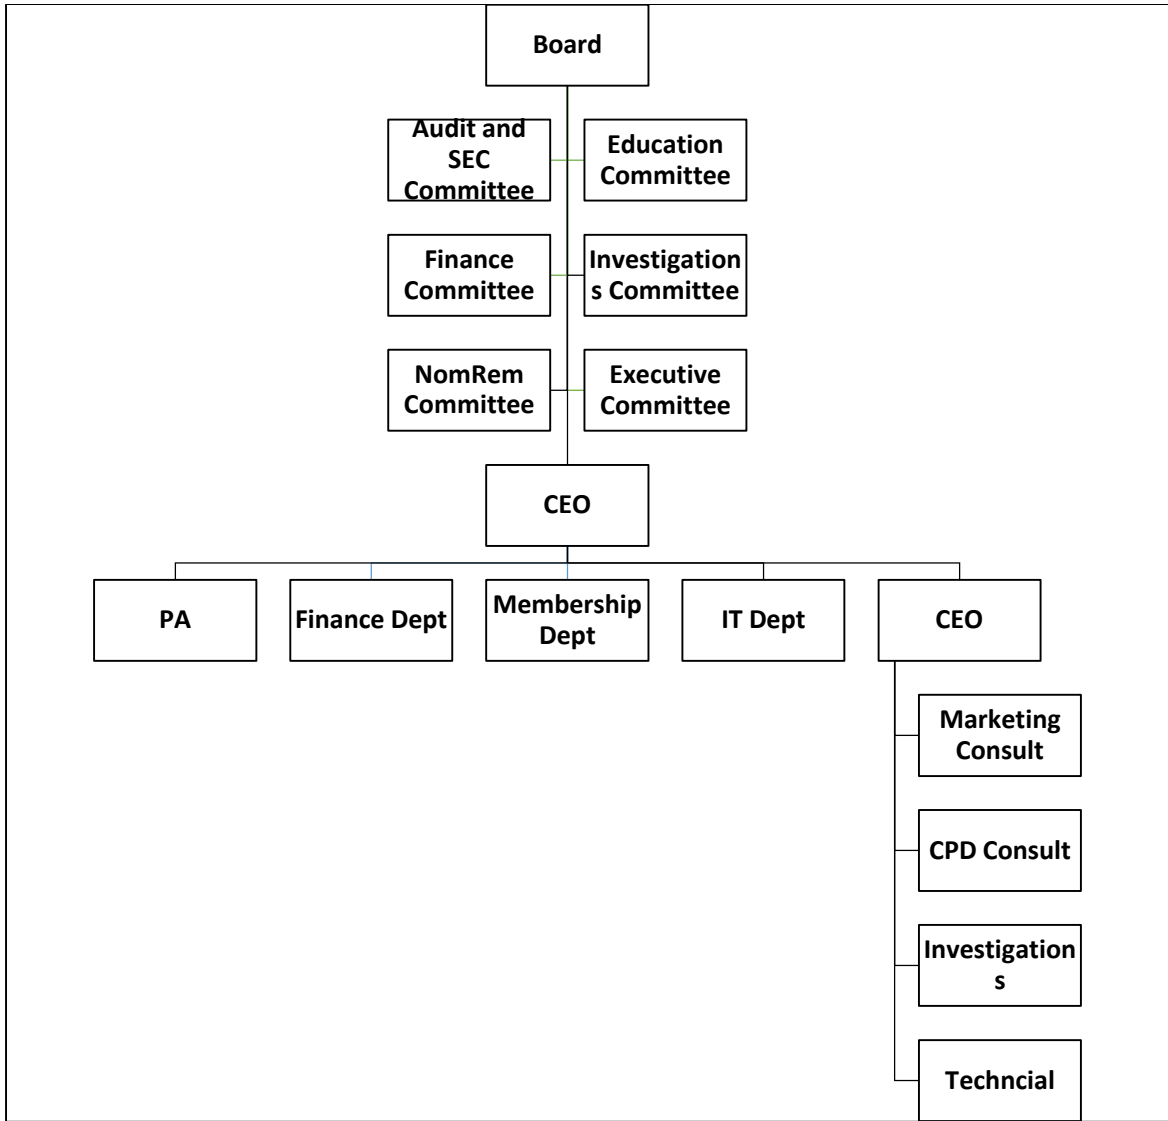 Board
Audit and
SEC
Committee
Education
Committee
Finance
Committee
Investigation
s Committee
NomRem
Committee
Executive
Committee
CEO
PA
Finance Dept
Membership
Dept
IT Dept
CEO
Marketing
Consult
CPD Consult
Investigation
s
Techncial